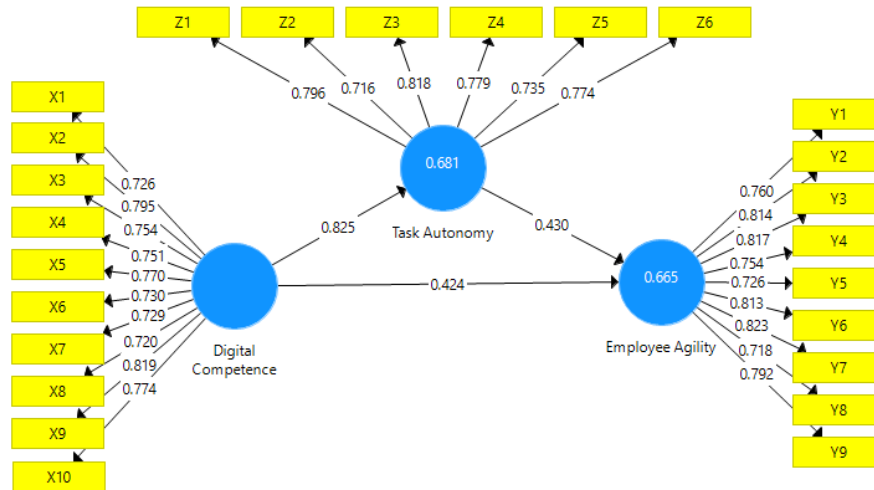 Z1
Z2
Z3
Z4
Z5
Z6
0.796
0.716
0.818
0.779
0.735
0.774
X1
X2
X3
X4
X5
X6
X7
X8
X9
X10
0.726
0.795
0.754
0.751
0.770
0.730
0.729
0.720
0.819
0.774
0.681
Task Autonomy
0.825
0.430
0.424
Digital
Competence
0.665
Employee Agility
0.760
0.814
0.817
0.754
0.726
0.813
0.823
0.718
0.792
Y1
Y2
Y3
Y4
Y5
Y6
Y7
Y8
Y9